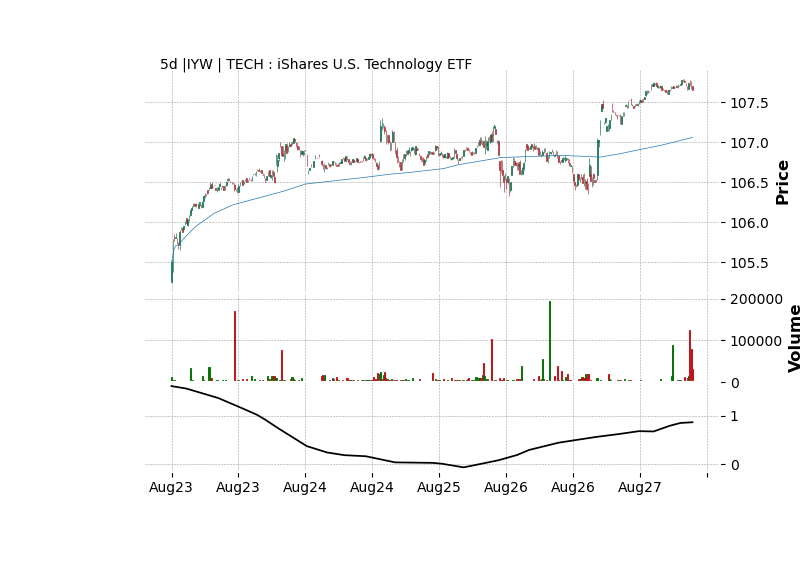 5d |IYW | TECH : iShares U.S. Technology ETF
107.5
107.0
106.5
106.0
105.5
Price
200000
100000
0
Volume
1
0
Aug23 Aug23 Aug24 Aug24 Aug25 Aug26 Aug26 Aug27